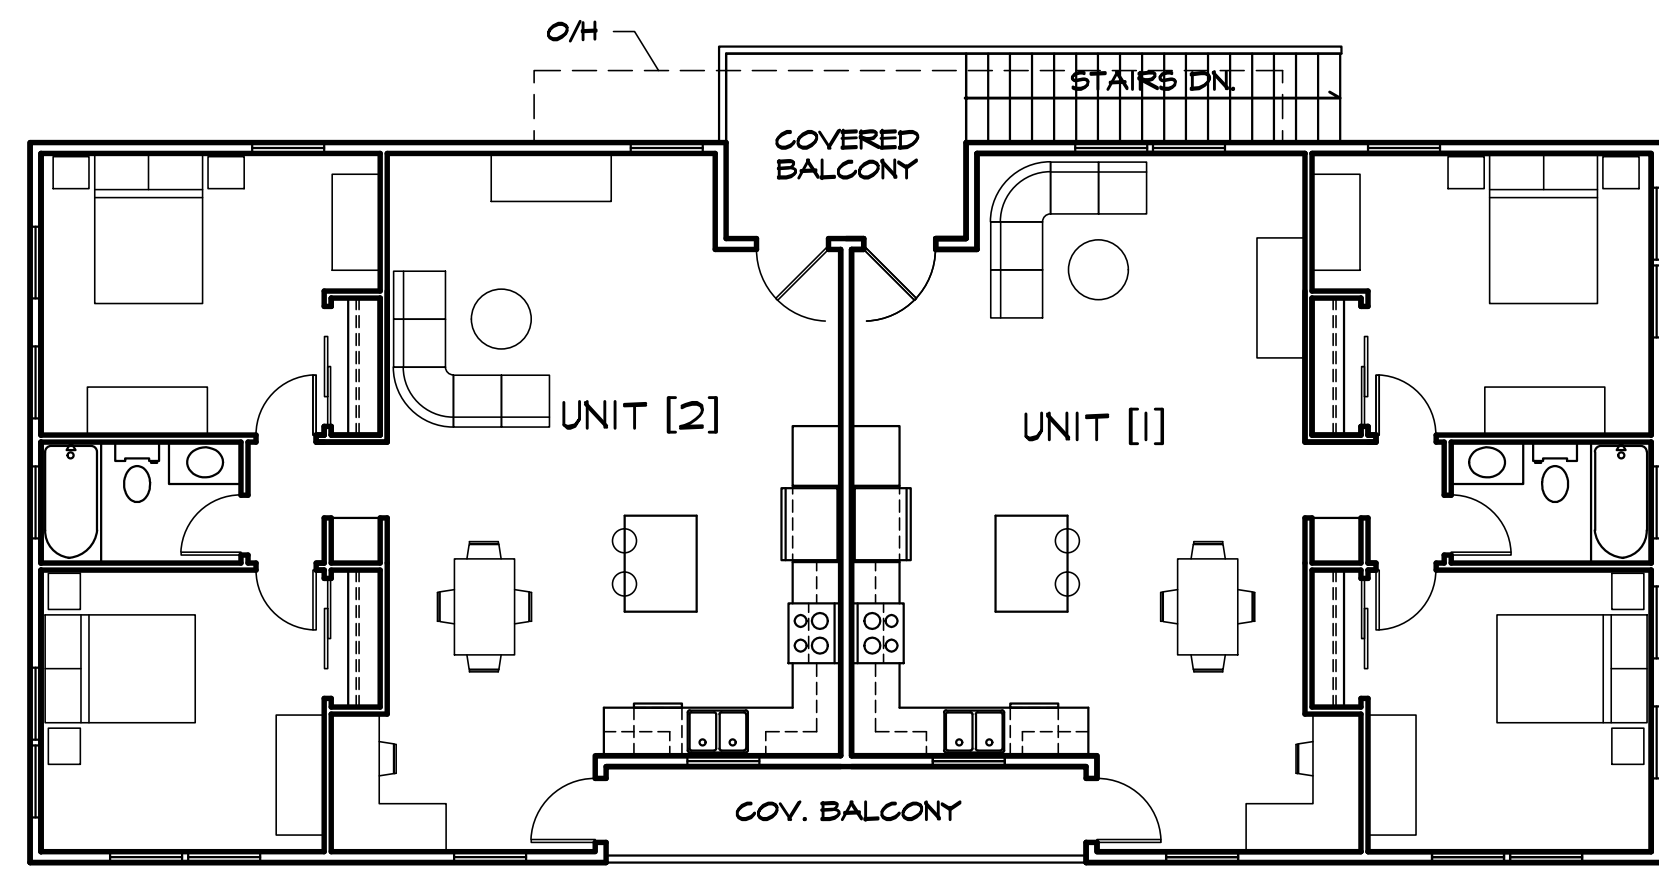 O/H
STAIRS DN.
COVERED
BALCONY
UNIT [2]
UNIT [1]
COV. BALCONY